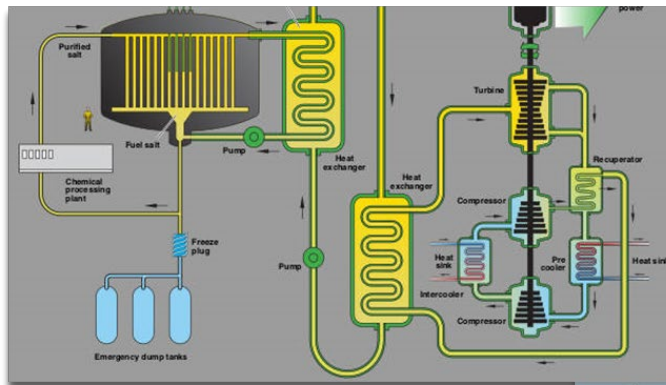 power
Purified
salt
Fuel salt
Pump
Heat
exchanger
Turbine
Recuperator
Chemical
processing
plant
Heat
exchanger
Compressor
Freeze
plug
Pump
Heat
sink
Pre
cooler
Heat sink
Intercooler
Compressor
Emergency dump tanks